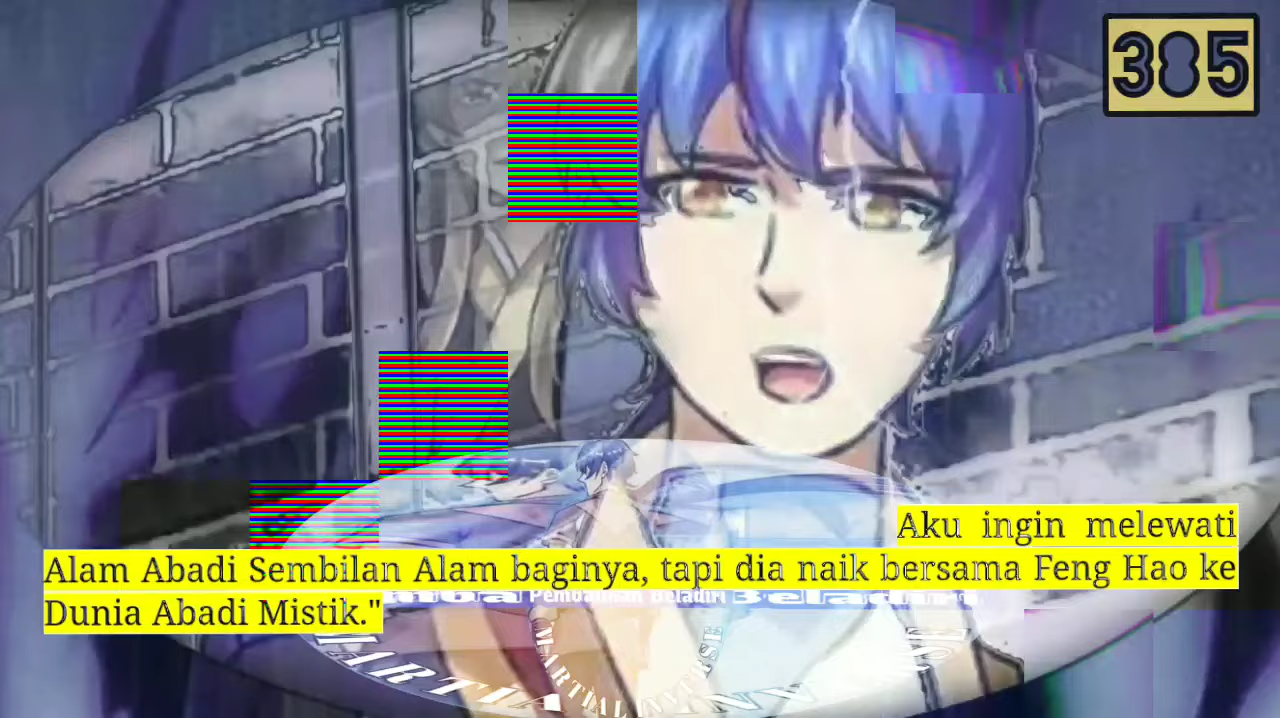 385
Aku ingin melewati
Alam Abadi Sembilan Alam baginya, tapi dia naik bersama Feng Hao ke
Dunia Abadi Mistik."
Beladiri
MARTIAL